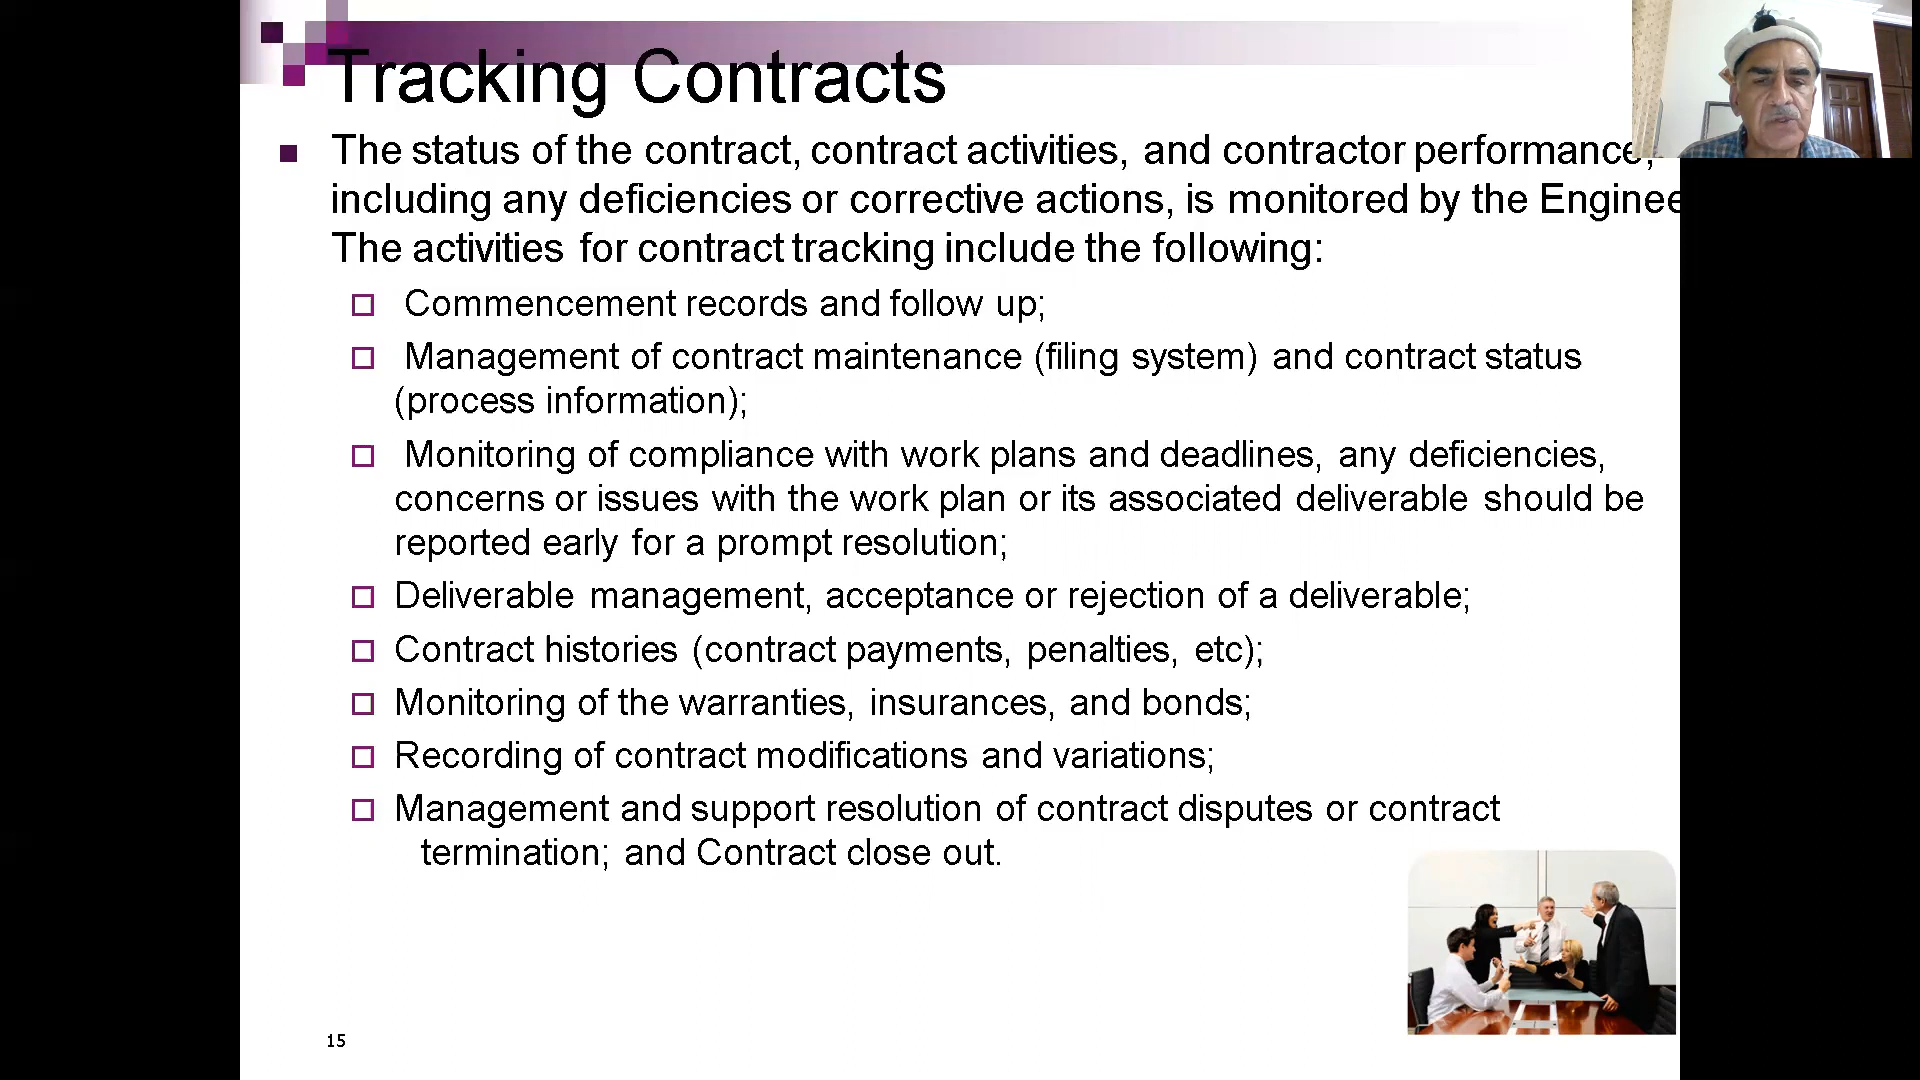 Tracking Contracts
The status of the contract, contract activities, and contractor performance,
including any deficiencies or corrective actions, is monitored by the Enginee
The activities for contract tracking include the following:
Commencement records and follow up;
Management of contract maintenance (filing system) and contract status
(process information);
Monitoring of compliance with work plans and deadlines, any deficiencies,
concerns or issues with the work plan or its associated deliverable should be
reported early for a prompt resolution;
Deliverable management, acceptance or rejection of a deliverable;
Contract histories (contract payments, penalties, etc);
Monitoring of the warranties, insurances, and bonds;
Recording of contract modifications and variations;
Management and support resolution of contract disputes or contract
termination; and Contract close out.
15